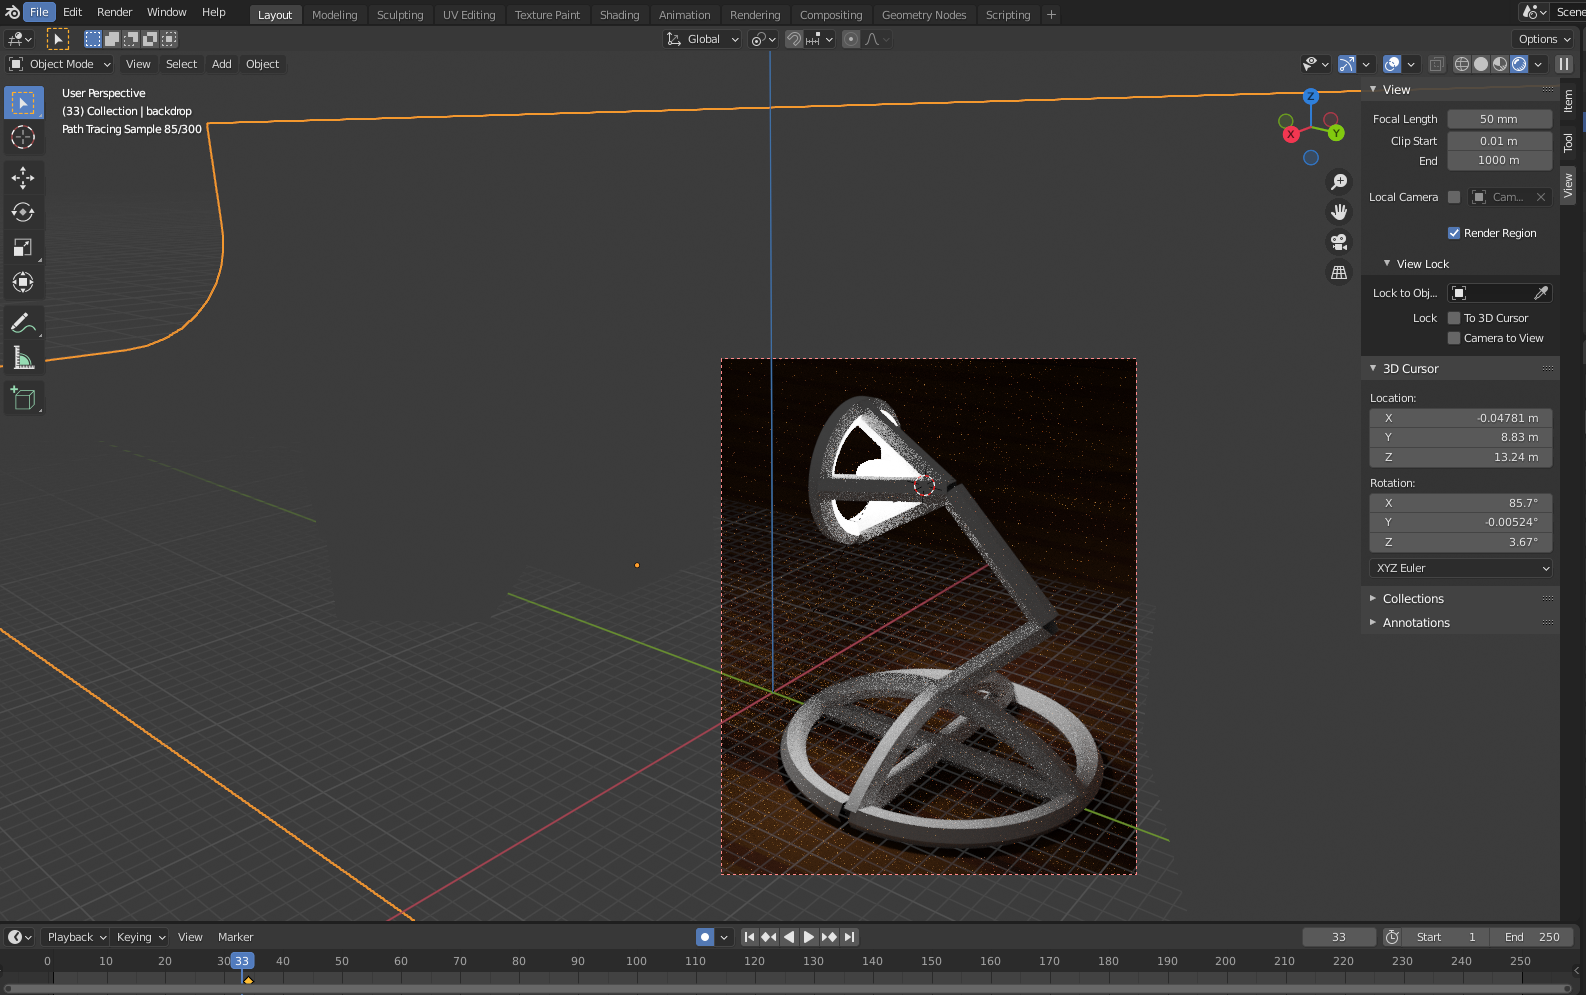 File Edit Render Window Help Layout Modeling Sculpting UV Editing Texture Paint Shading Animation Rendering Compositing Geometry Nodes Scripting + Scene
Global Options
Object Mode View Select Add Object
User Perspective
(33) Collection | backdrop
Path Tracing Sample 85/300
Z
X
Y
View
Focal Length 50 mm
Clip Start 0.01 m
End 1000 m
Local Camera Cam...
Render Region
View Lock
Lock to Obj...
Lock To 3D Cursor
Camera to View
3D Cursor
Location:
X -0.04781 m
Y 8.83 m
Z 13.24 m
Rotation:
X 85.7°
Y -0.00524°
Z 3.67°
XYZ Euler
Collections
Annotations
Item
Tool
View
Playback Keying View Marker 33 Start 1 End 250
0 10 20 30 33 40 50 60 70 80 90 100 110 120 130 140 150 160 170 180 190 200 210 220 230 240 250